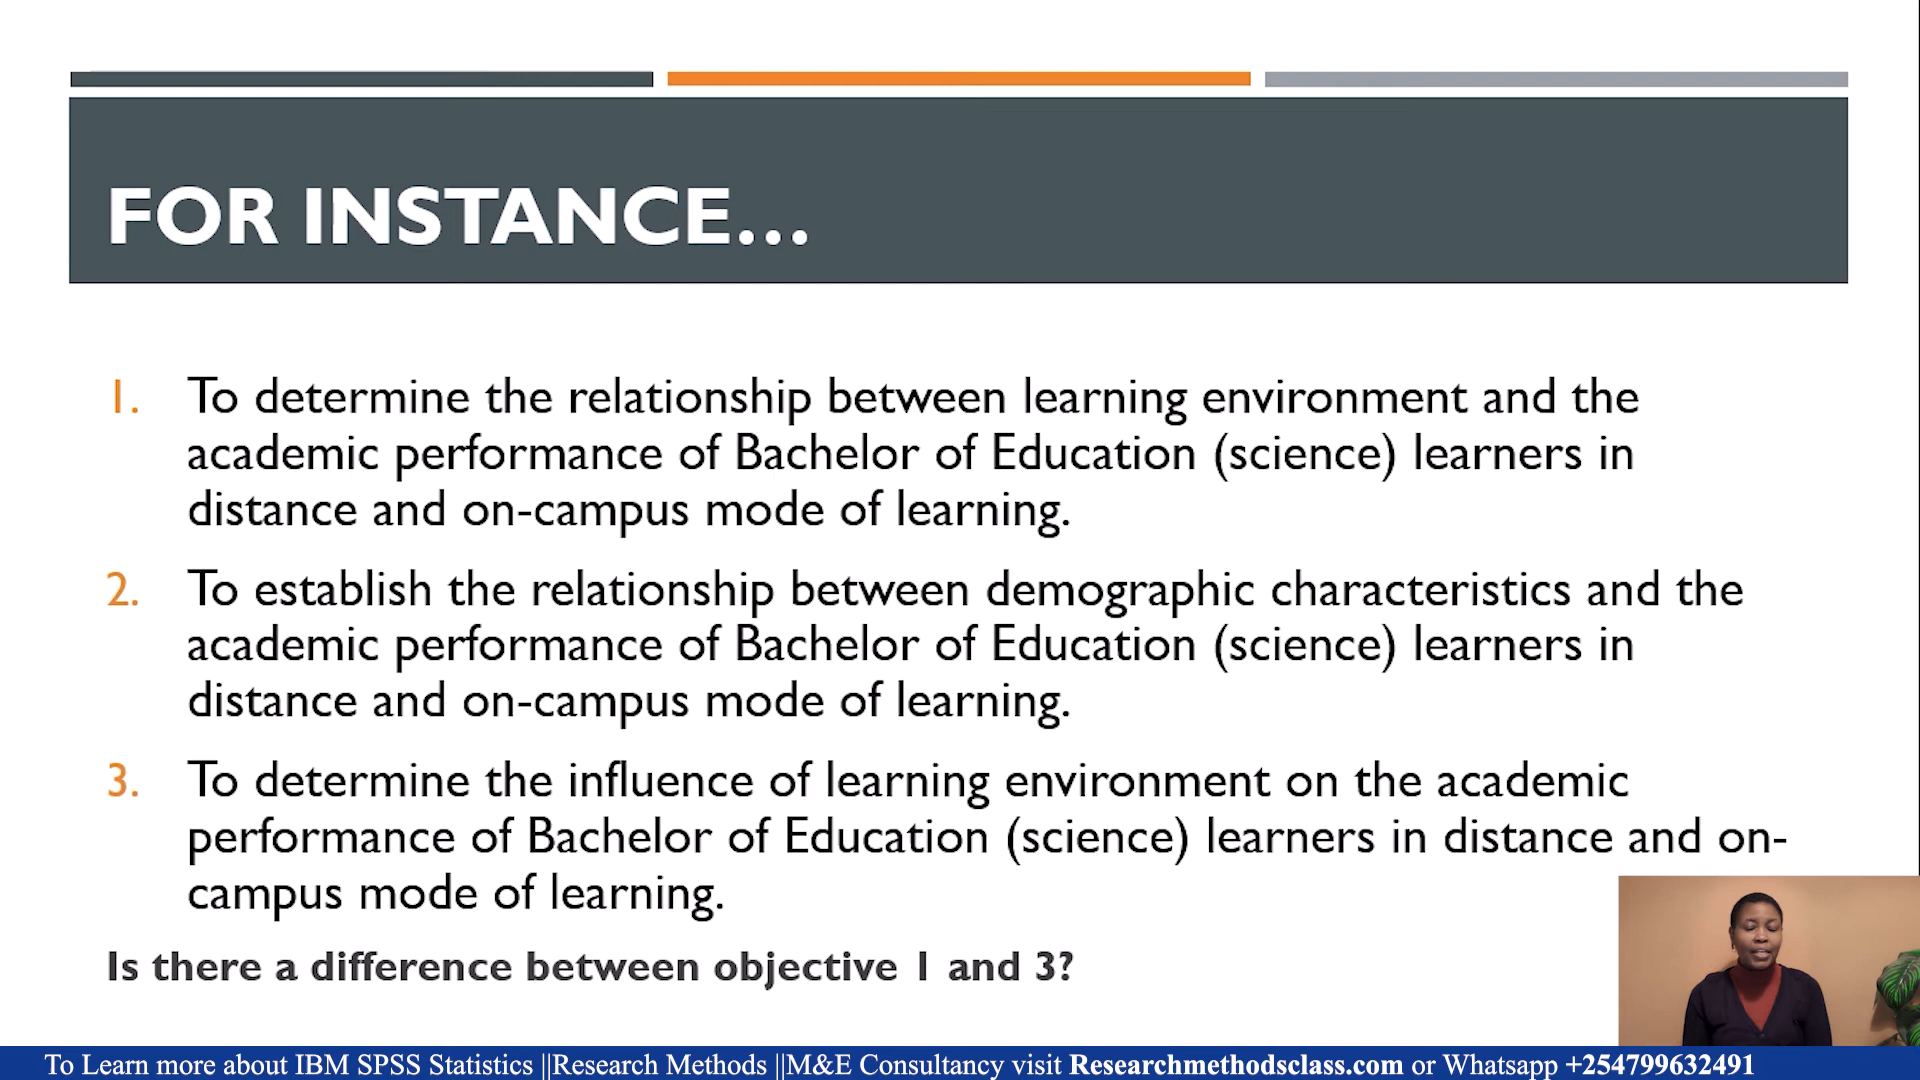 FOR INSTANCE...
1. To determine the relationship between learning environment and the
academic performance of Bachelor of Education (science) learners in
distance and on-campus mode of learning.
2. To establish the relationship between demographic characteristics and the
academic performance of Bachelor of Education (science) learners in
distance and on-campus mode of learning.
3. To determine the influence of learning environment on the academic
performance of Bachelor of Education (science) learners in distance and on-
campus mode of learning.
Is there a difference between objective 1 and 3?
To Learn more about IBM SPSS Statistics ||Research Methods ||M&E Consultancy visit Researchmethodsclass.com or Whatsapp +254799632491